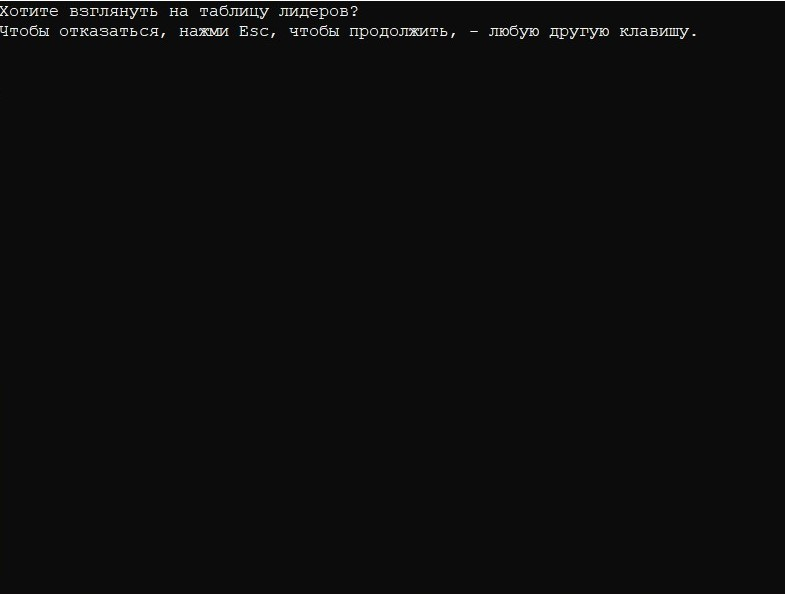 Хотите взглянуть на таблицу лидеров?
Чтобы отказаться, нажми Esc, чтобы продолжить, - любую другую клавишу.